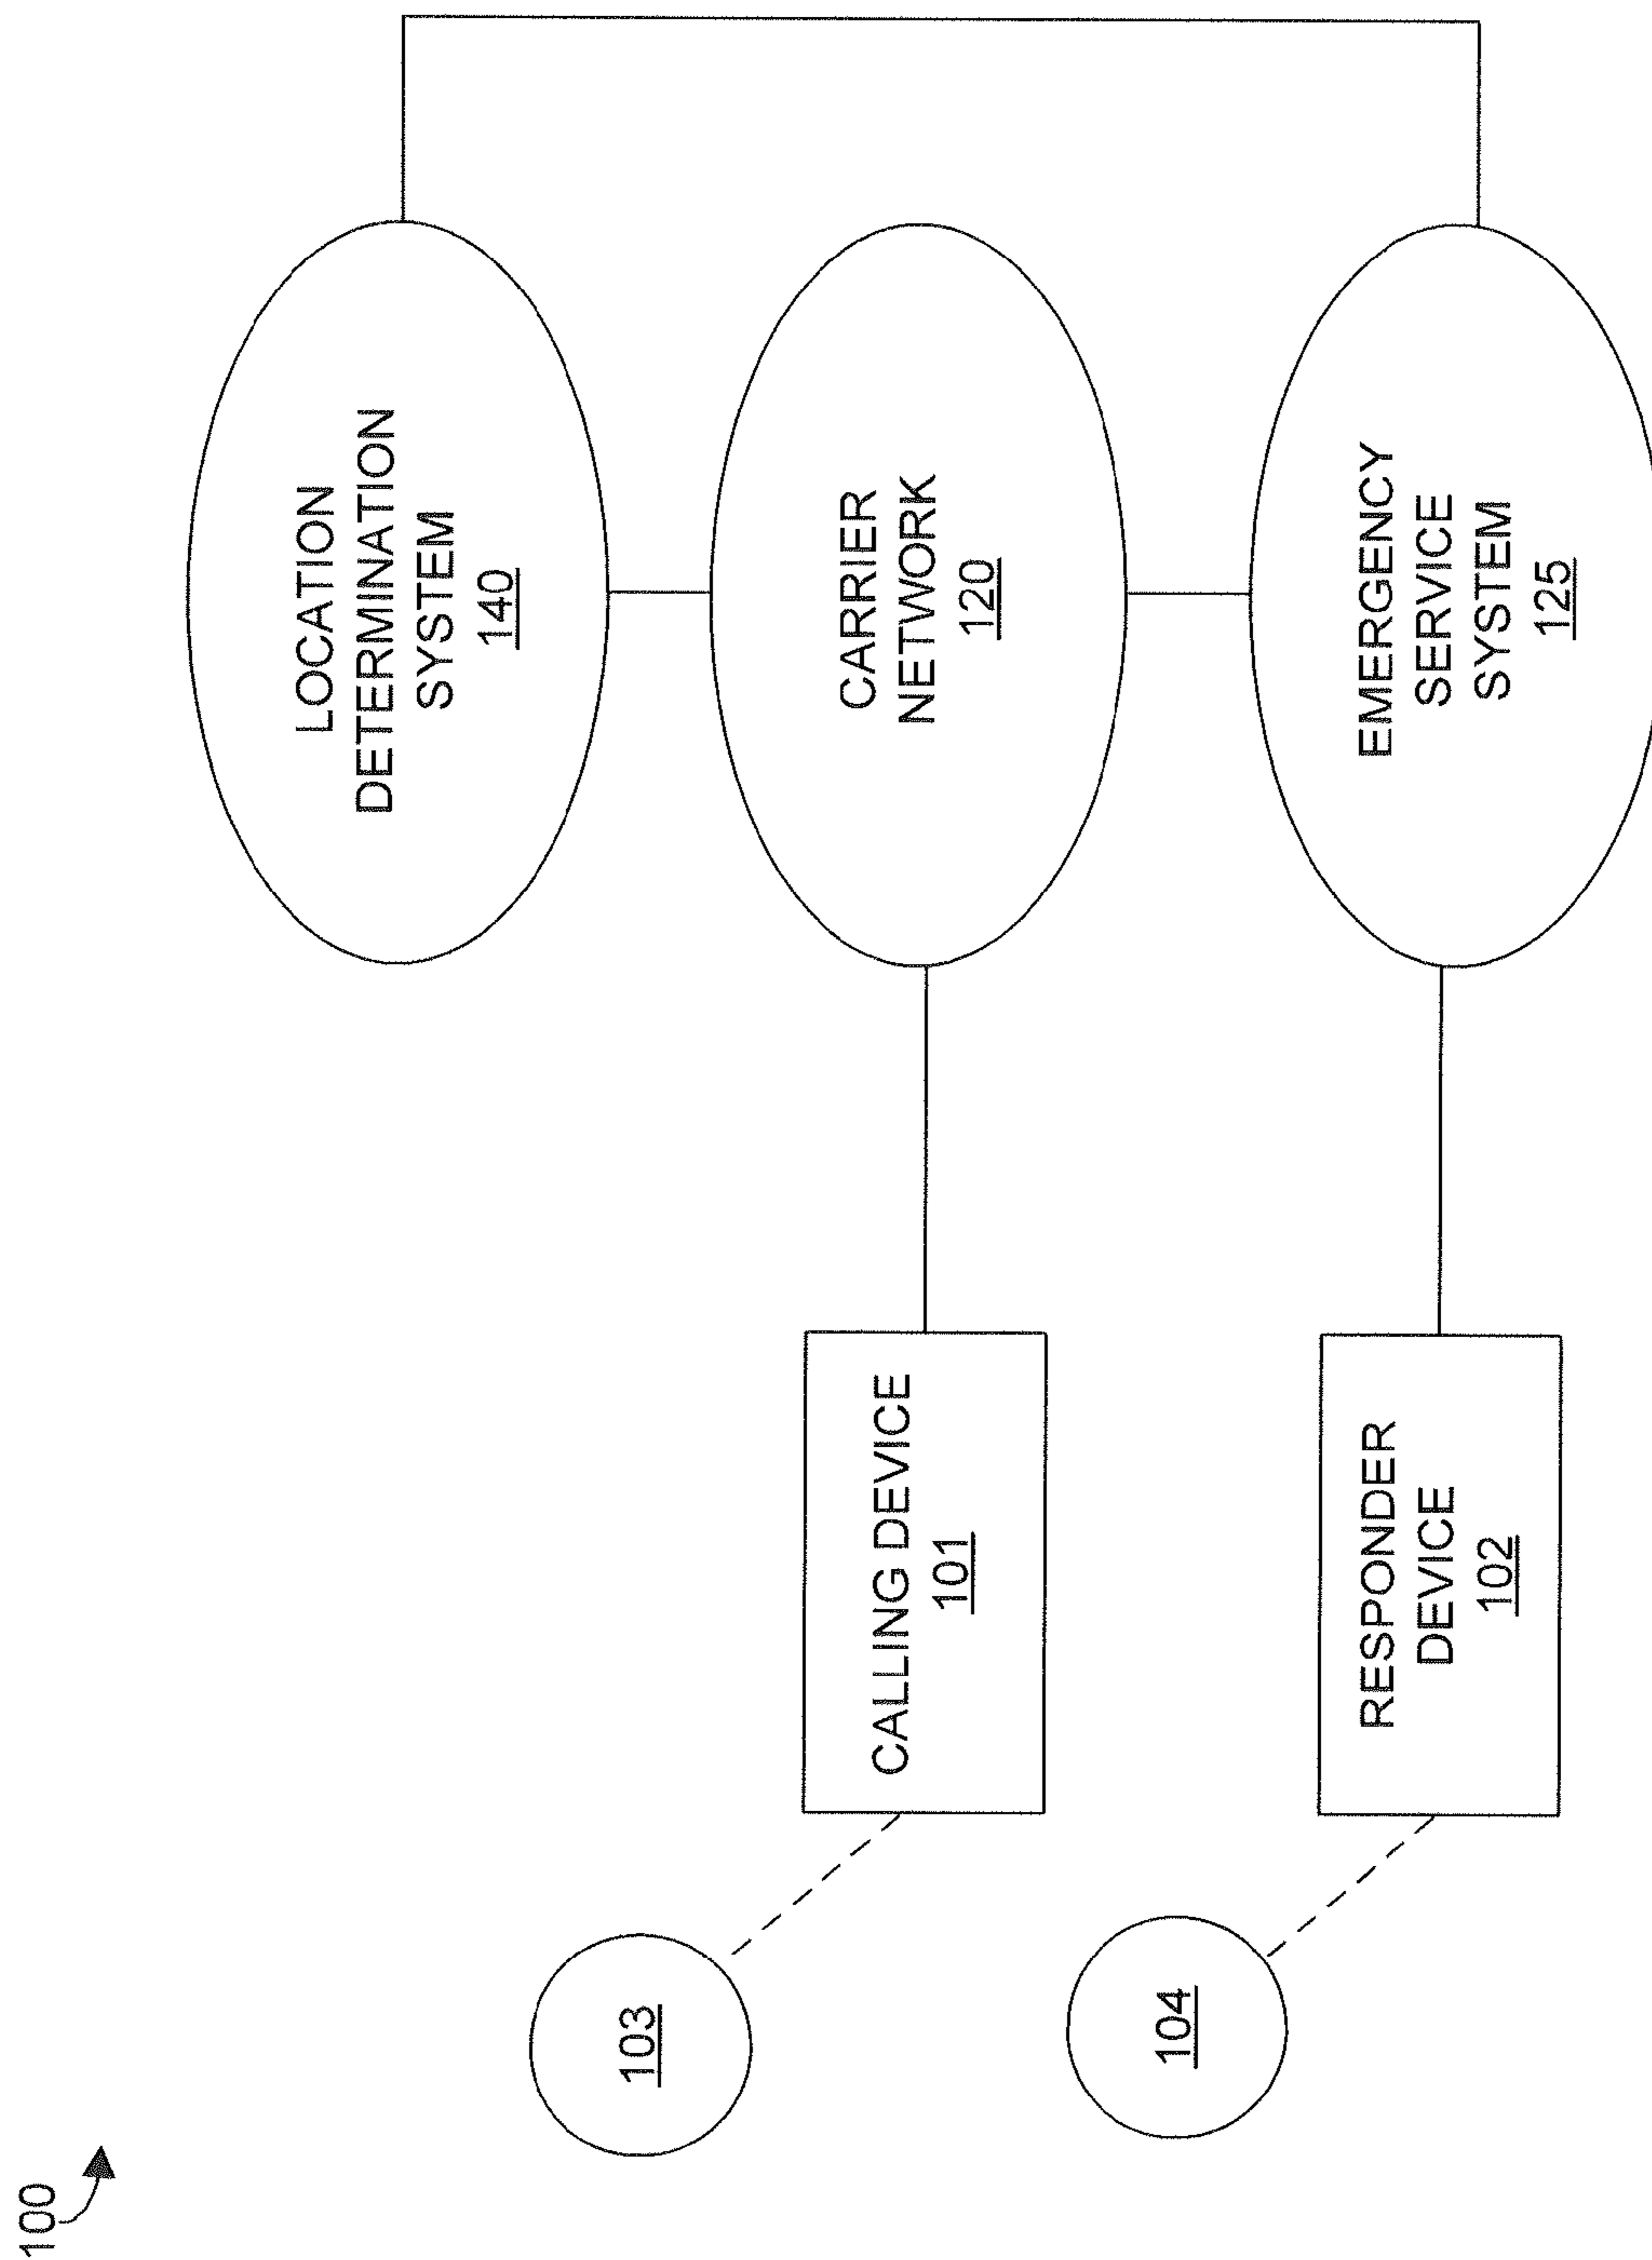 100
103
CALLING DEVICE
101
LOCATION
DETERMINATION
SYSTEM
140
CARRIER
NETWORK
120
104
RESPONDER
DEVICE
102
EMERGENCY
SERVICE
SYSTEM
125